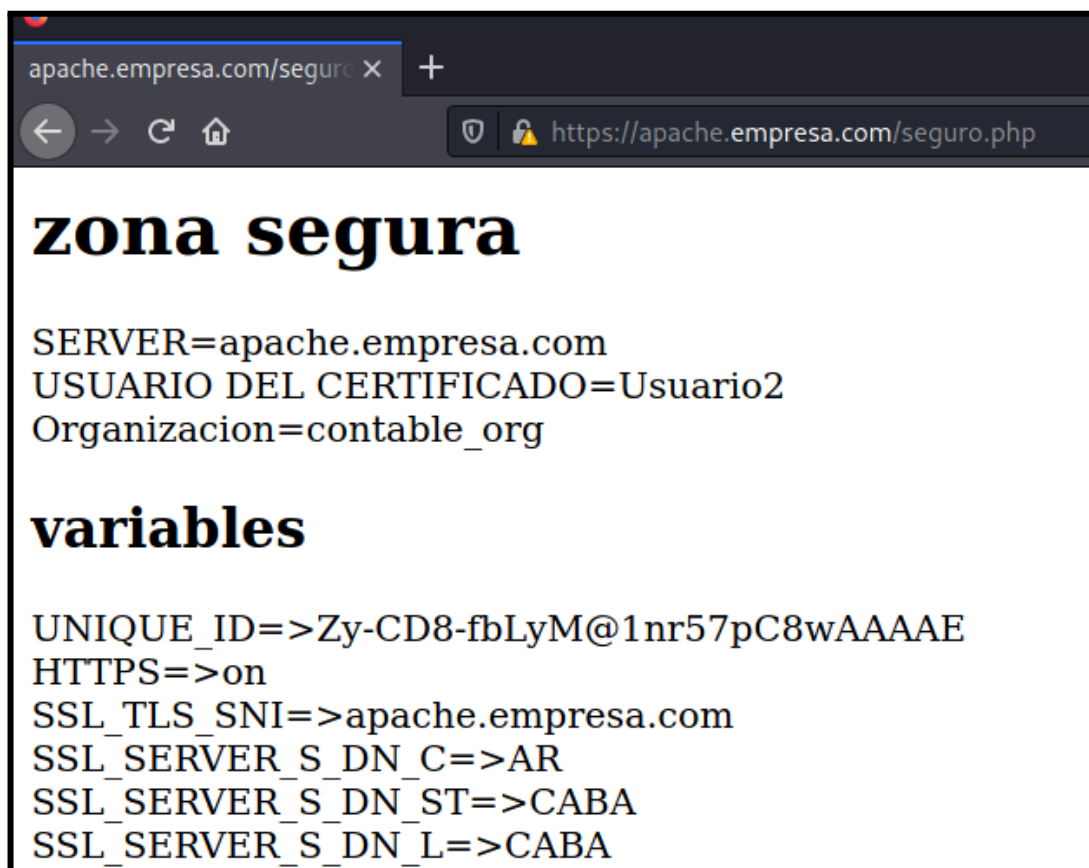 apache.empresa.com/seguro
https://apache.empresa.com/seguro.php
zona segura
SERVER=apache.empresa.com
USUARIO DEL CERTIFICADO=Usuario2
Organizacion=contable_org
variables
UNIQUE_ID=>Zy-CD8-fbLyM@1nr57pC8wAAAAE
HTTPS=>on
SSL_TLS_SNI=>apache.empresa.com
SSL_SERVER_S_DN_C=>AR
SSL_SERVER_S_DN_ST=>CABA
SSL_SERVER_S_DN_L=>CABA